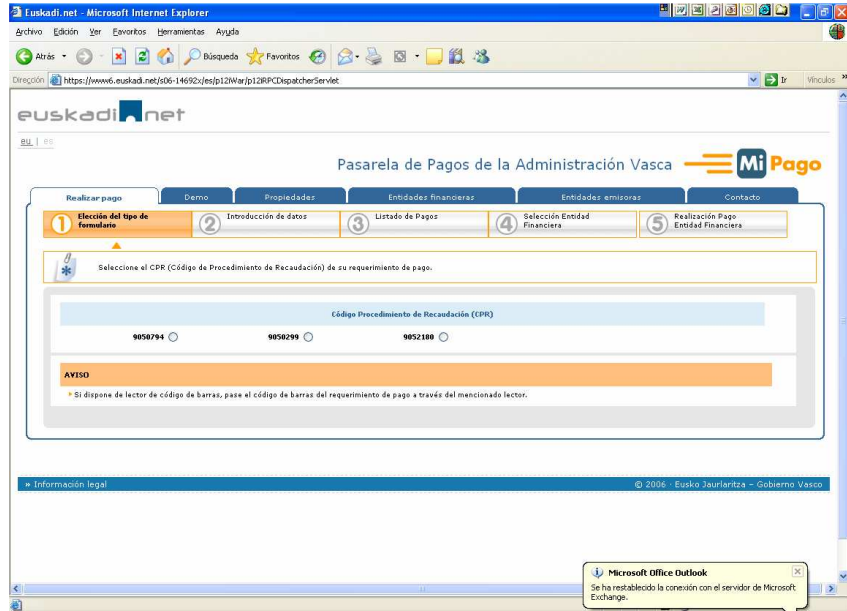 Euskadi.net - Microsoft Internet Explorer
Archivo Edición Ver Favoritos Herramientas Ayuda
Atrás Búsqueda Favoritos
Dirección https://www6.euskadi.net/s06-14692x/es/p12iWar/p12iRPCDispatcherServlet Ir Vínculos »
euskadi net
eu | es
Pasarela de Pagos de la Administración Vasca Mi Pago
Realizar pago Demo Propiedades Entidades financieras Entidades emisoras Contacto
1 Elección del tipo de formulario
2 Introducción de datos
3 Listado de Pagos
4 Selección Entidad Financiera
5 Realización Pago Entidad Financiera
Seleccione el CPR (Código de Procedimiento de Recaudación) de su requerimiento de pago.
Código Procedimiento de Recaudación (CPR)
9050794 9050299 9052180
AVISO
Si dispone de lector de código de barras, pase el código de barras del requerimiento de pago a través del mencionado lector.
» Información legal © 2006 - Eusko Jaurlaritza - Gobierno Vasco
Microsoft Office Outlook
Se ha restablecido la conexión con el servidor de Microsoft
Exchange.